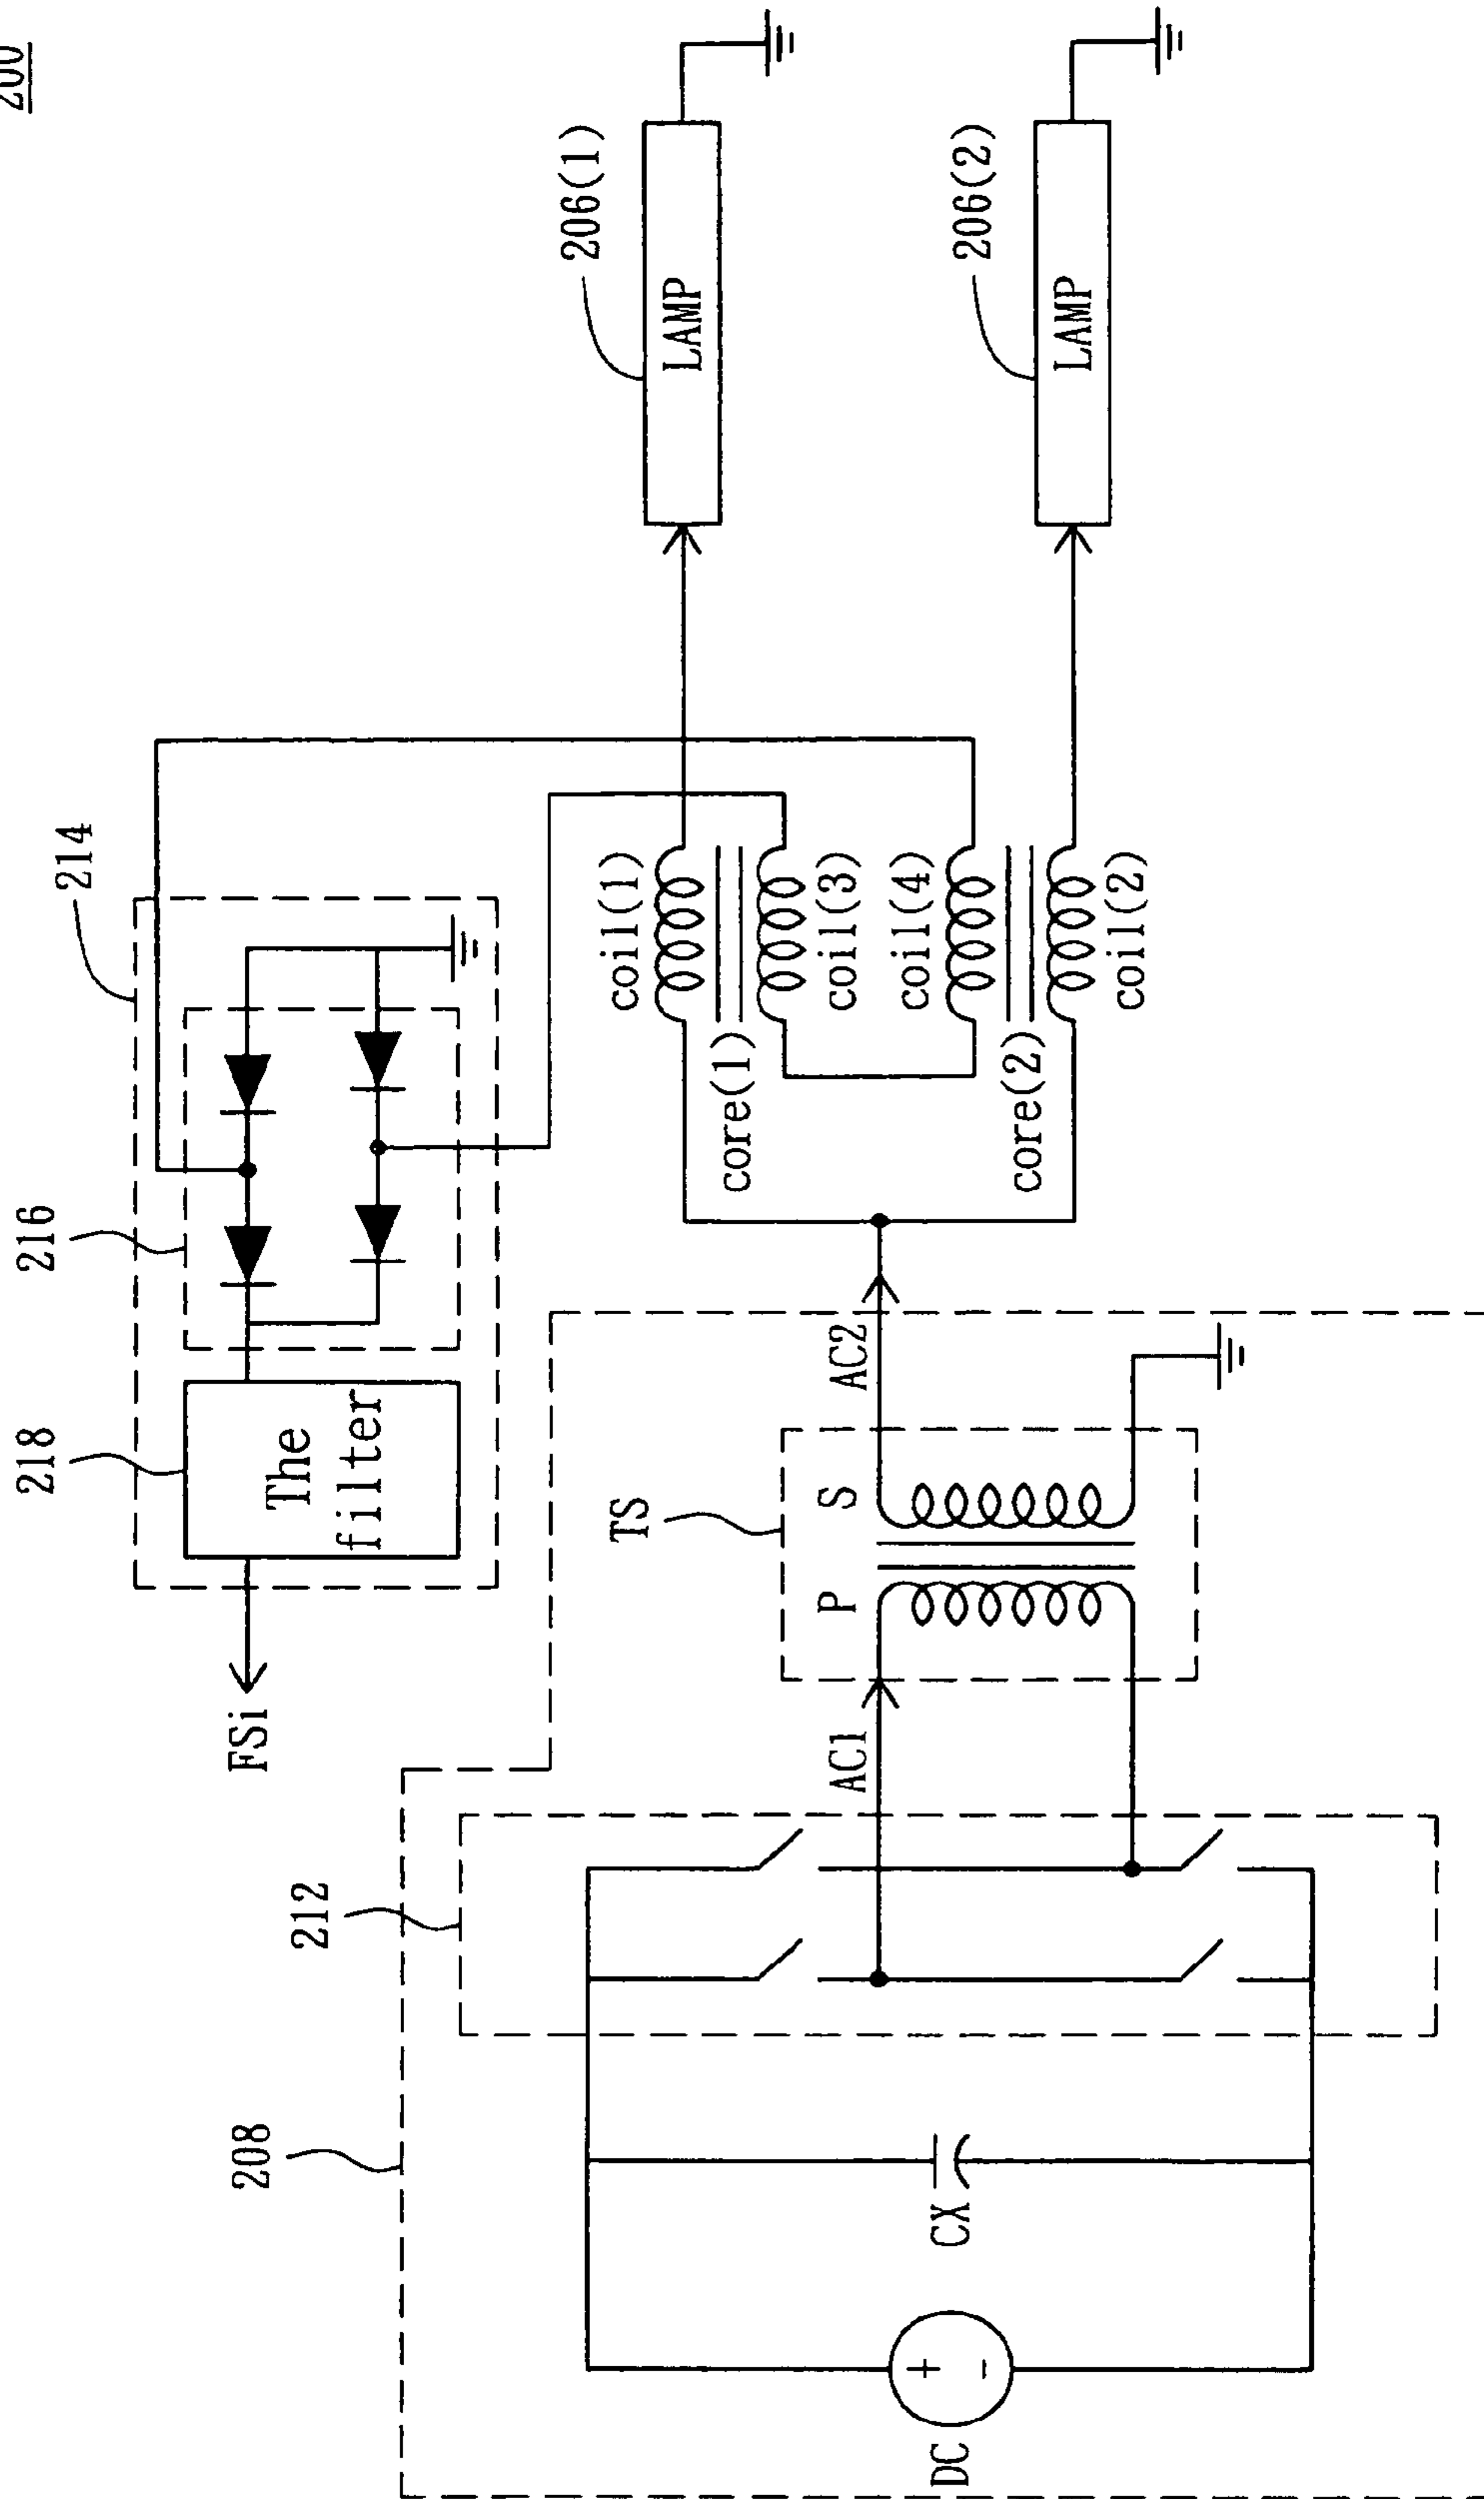 200
214
216
218
The
filter
FSi
206(1)
LAMP
206(2)
LAMP
coil(1)
core(1)
coil(3)
coil(4)
core(2)
coil(2)
AC2
TS
P
S
AC1
212
208
CX
DC
+
-